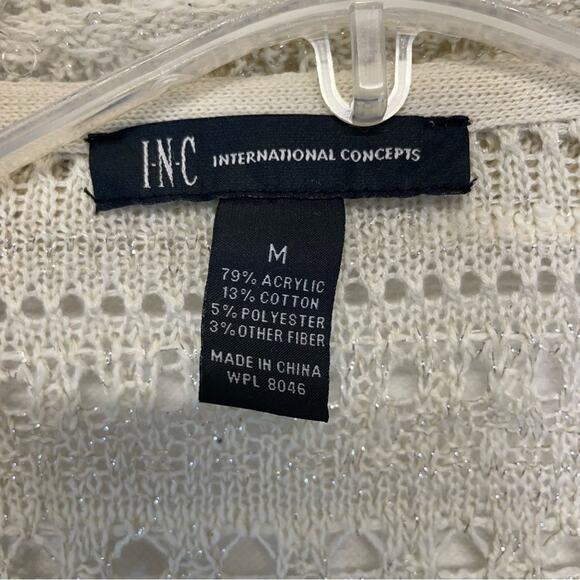 I·N·C INTERNATIONAL CONCEPTS
M
79% ACRYLIC
13% COTTON
5% POLYESTER
3% OTHER FIBER
MADE IN CHINA
WPL 8046